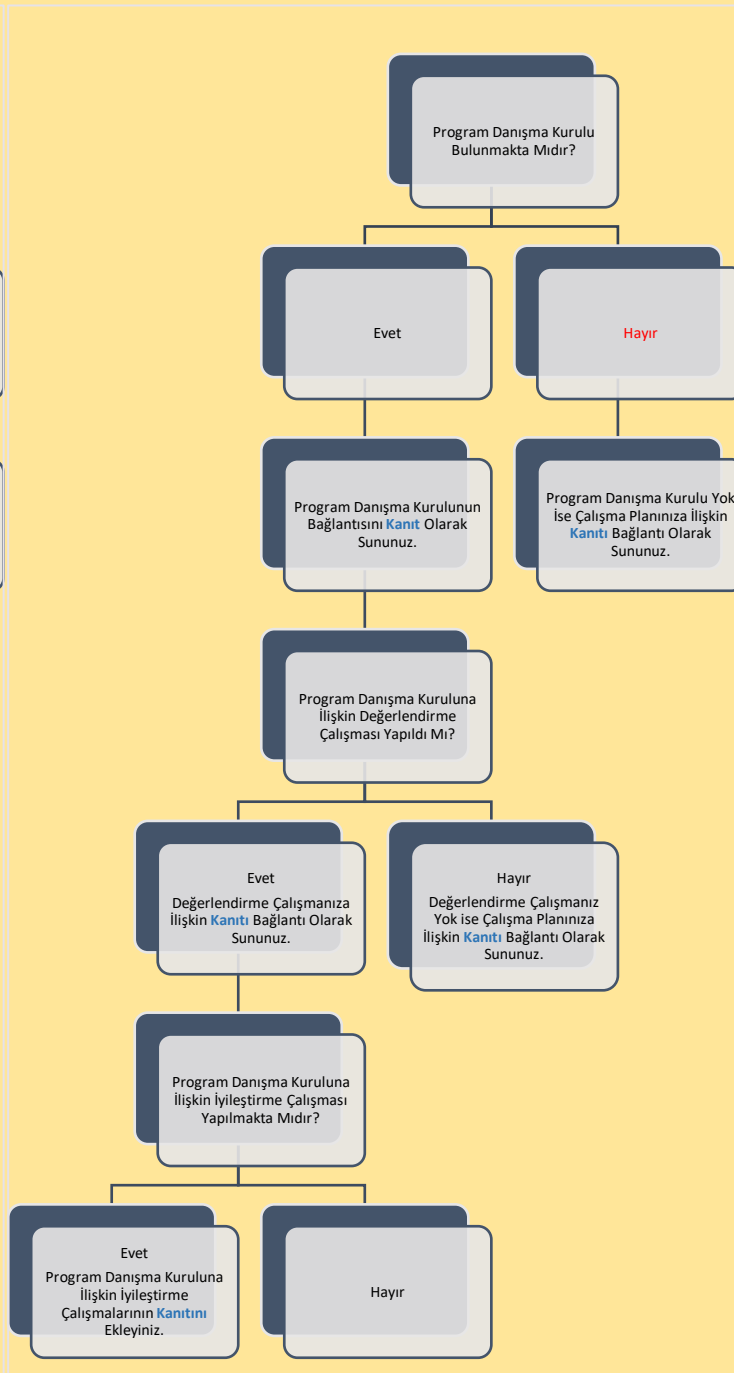 Program Danışma Kurulu
Bulunmakta Mıdır?
Evet
Hayır
Program Danışma Kurulunun
Bağlantısını Kanıt Olarak
Sununuz.
Program Danışma Kurulu Yok
İse Çalışma Planınıza İlişkin
Kanıtı Bağlantı Olarak
Sununuz.
Program Danışma Kuruluna
İlişkin Değerlendirme
Çalışması Yapıldı Mı?
Evet
Değerlendirme Çalışmanıza
İlişkin Kanıtı Bağlantı Olarak
Sununuz.
Hayır
Değerlendirme Çalışmanız
Yok ise Çalışma Planınıza
İlişkin Kanıtı Bağlantı Olarak
Sununuz.
Program Danışma Kuruluna
İlişkin İyileştirme Çalışması
Yapılmakta Mıdır?
Evet
Program Danışma Kuruluna
İlişkin İyileştirme
Çalışmalarının Kanıtını
Ekleyiniz.
Hayır